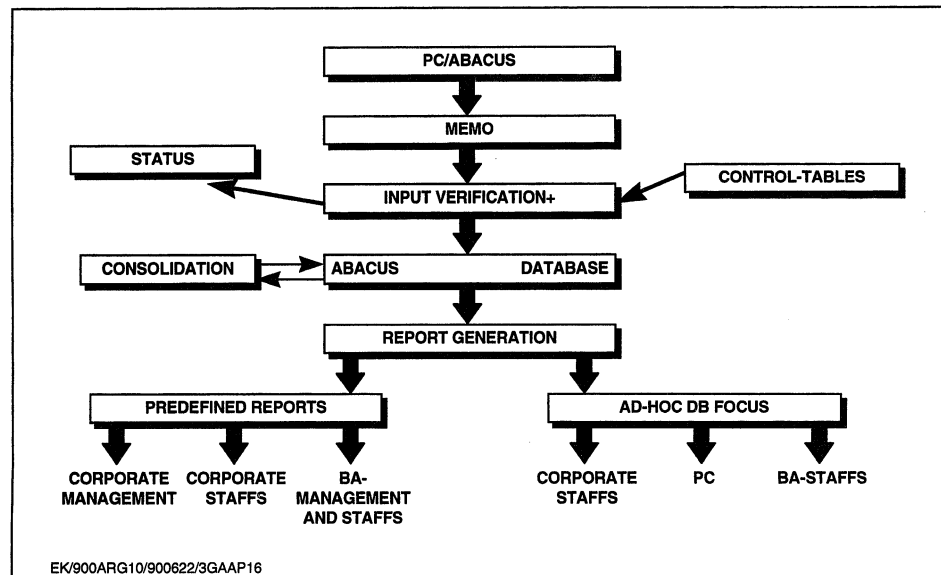 PC/ABACUS
MEMO
STATUS
CONTROL-TABLES
INPUT VERIFICATION+
CONSOLIDATION
ABACUS DATABASE
REPORT GENERATION
PREDEFINED REPORTS
AD-HOC DB FOCUS
CORPORATE
MANAGEMENT
CORPORATE
STAFFS
BA-
MANAGEMENT
AND STAFFS
CORPORATE
STAFFS
PC
BA-STAFFS
EK/900ARG10/900622/3GAAP16